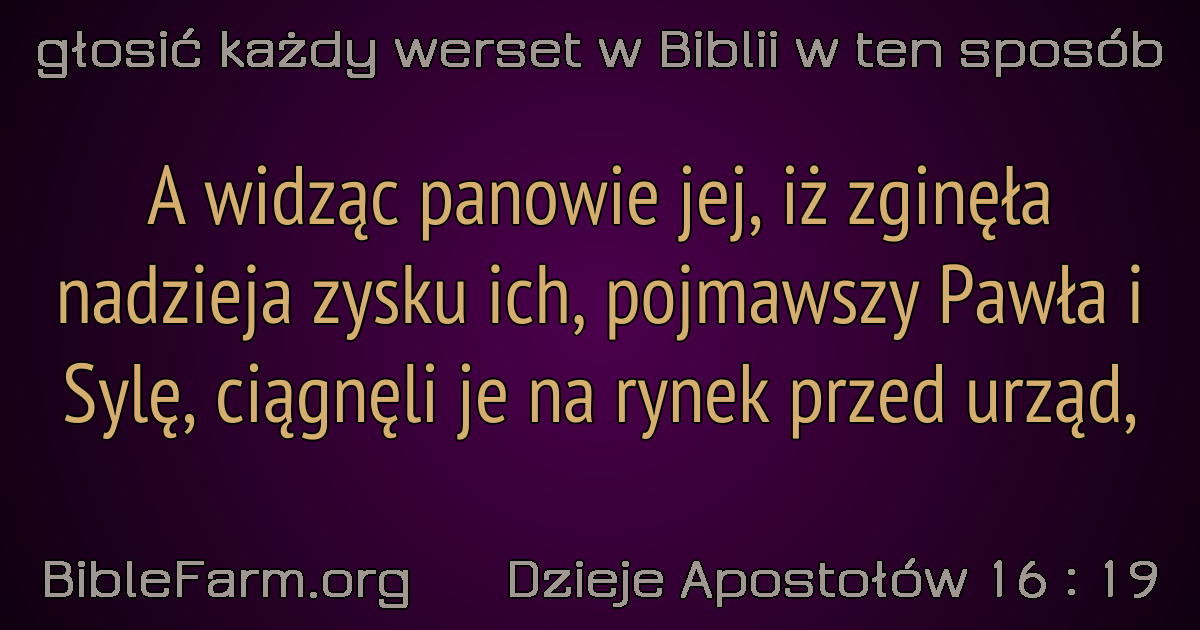 głosić każdy werset w Biblii w ten sposób
A widząc panowie jej, iż zginęła
nadzieja zysku ich, pojmawszy Pawła i
Sylę, ciągnęli je na rynek przed urząd,
BibleFarm.org
Dzieje Apostołów 16 : 19